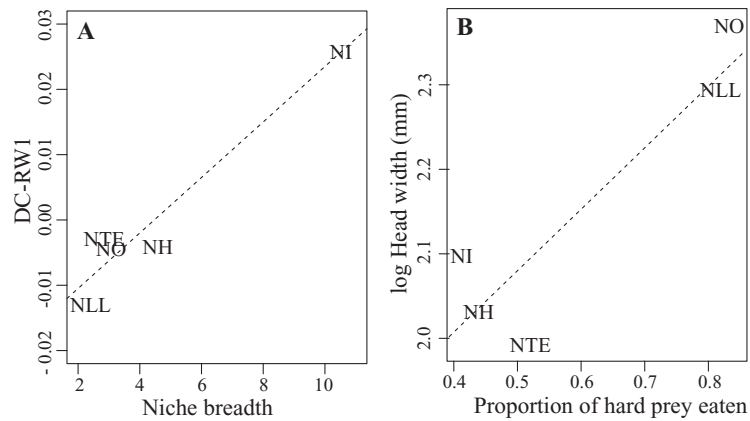 A
DC-RW1
0.03
0.02
0.01
0.00
-0.01
-0.02
NI
NTE
NO
NH
NLL
2 4 6 8 10
Niche breadth
B
log Head width (mm)
2.3
2.2
2.1
2.0
NO
NLL
NI
NH
NTE
0.4 0.5 0.6 0.7 0.8
Proportion of hard prey eaten